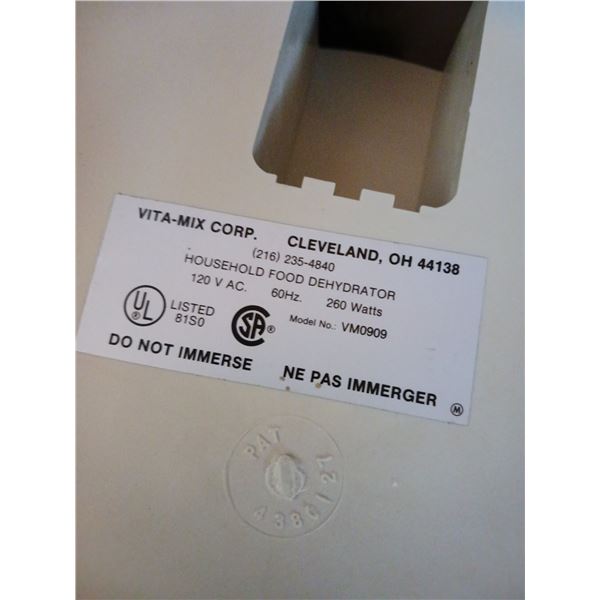 VITA-MIX CORP. CLEVELAND, OH 44138
(216) 235-4840
HOUSEHOLD FOOD DEHYDRATOR
120 V AC. 60Hz. 260 Watts
UL
®
LISTED
81S0
SA
®
Model No.: VM0909
DO NOT IMMERSE NE PAS IMMERGER
M
PAT